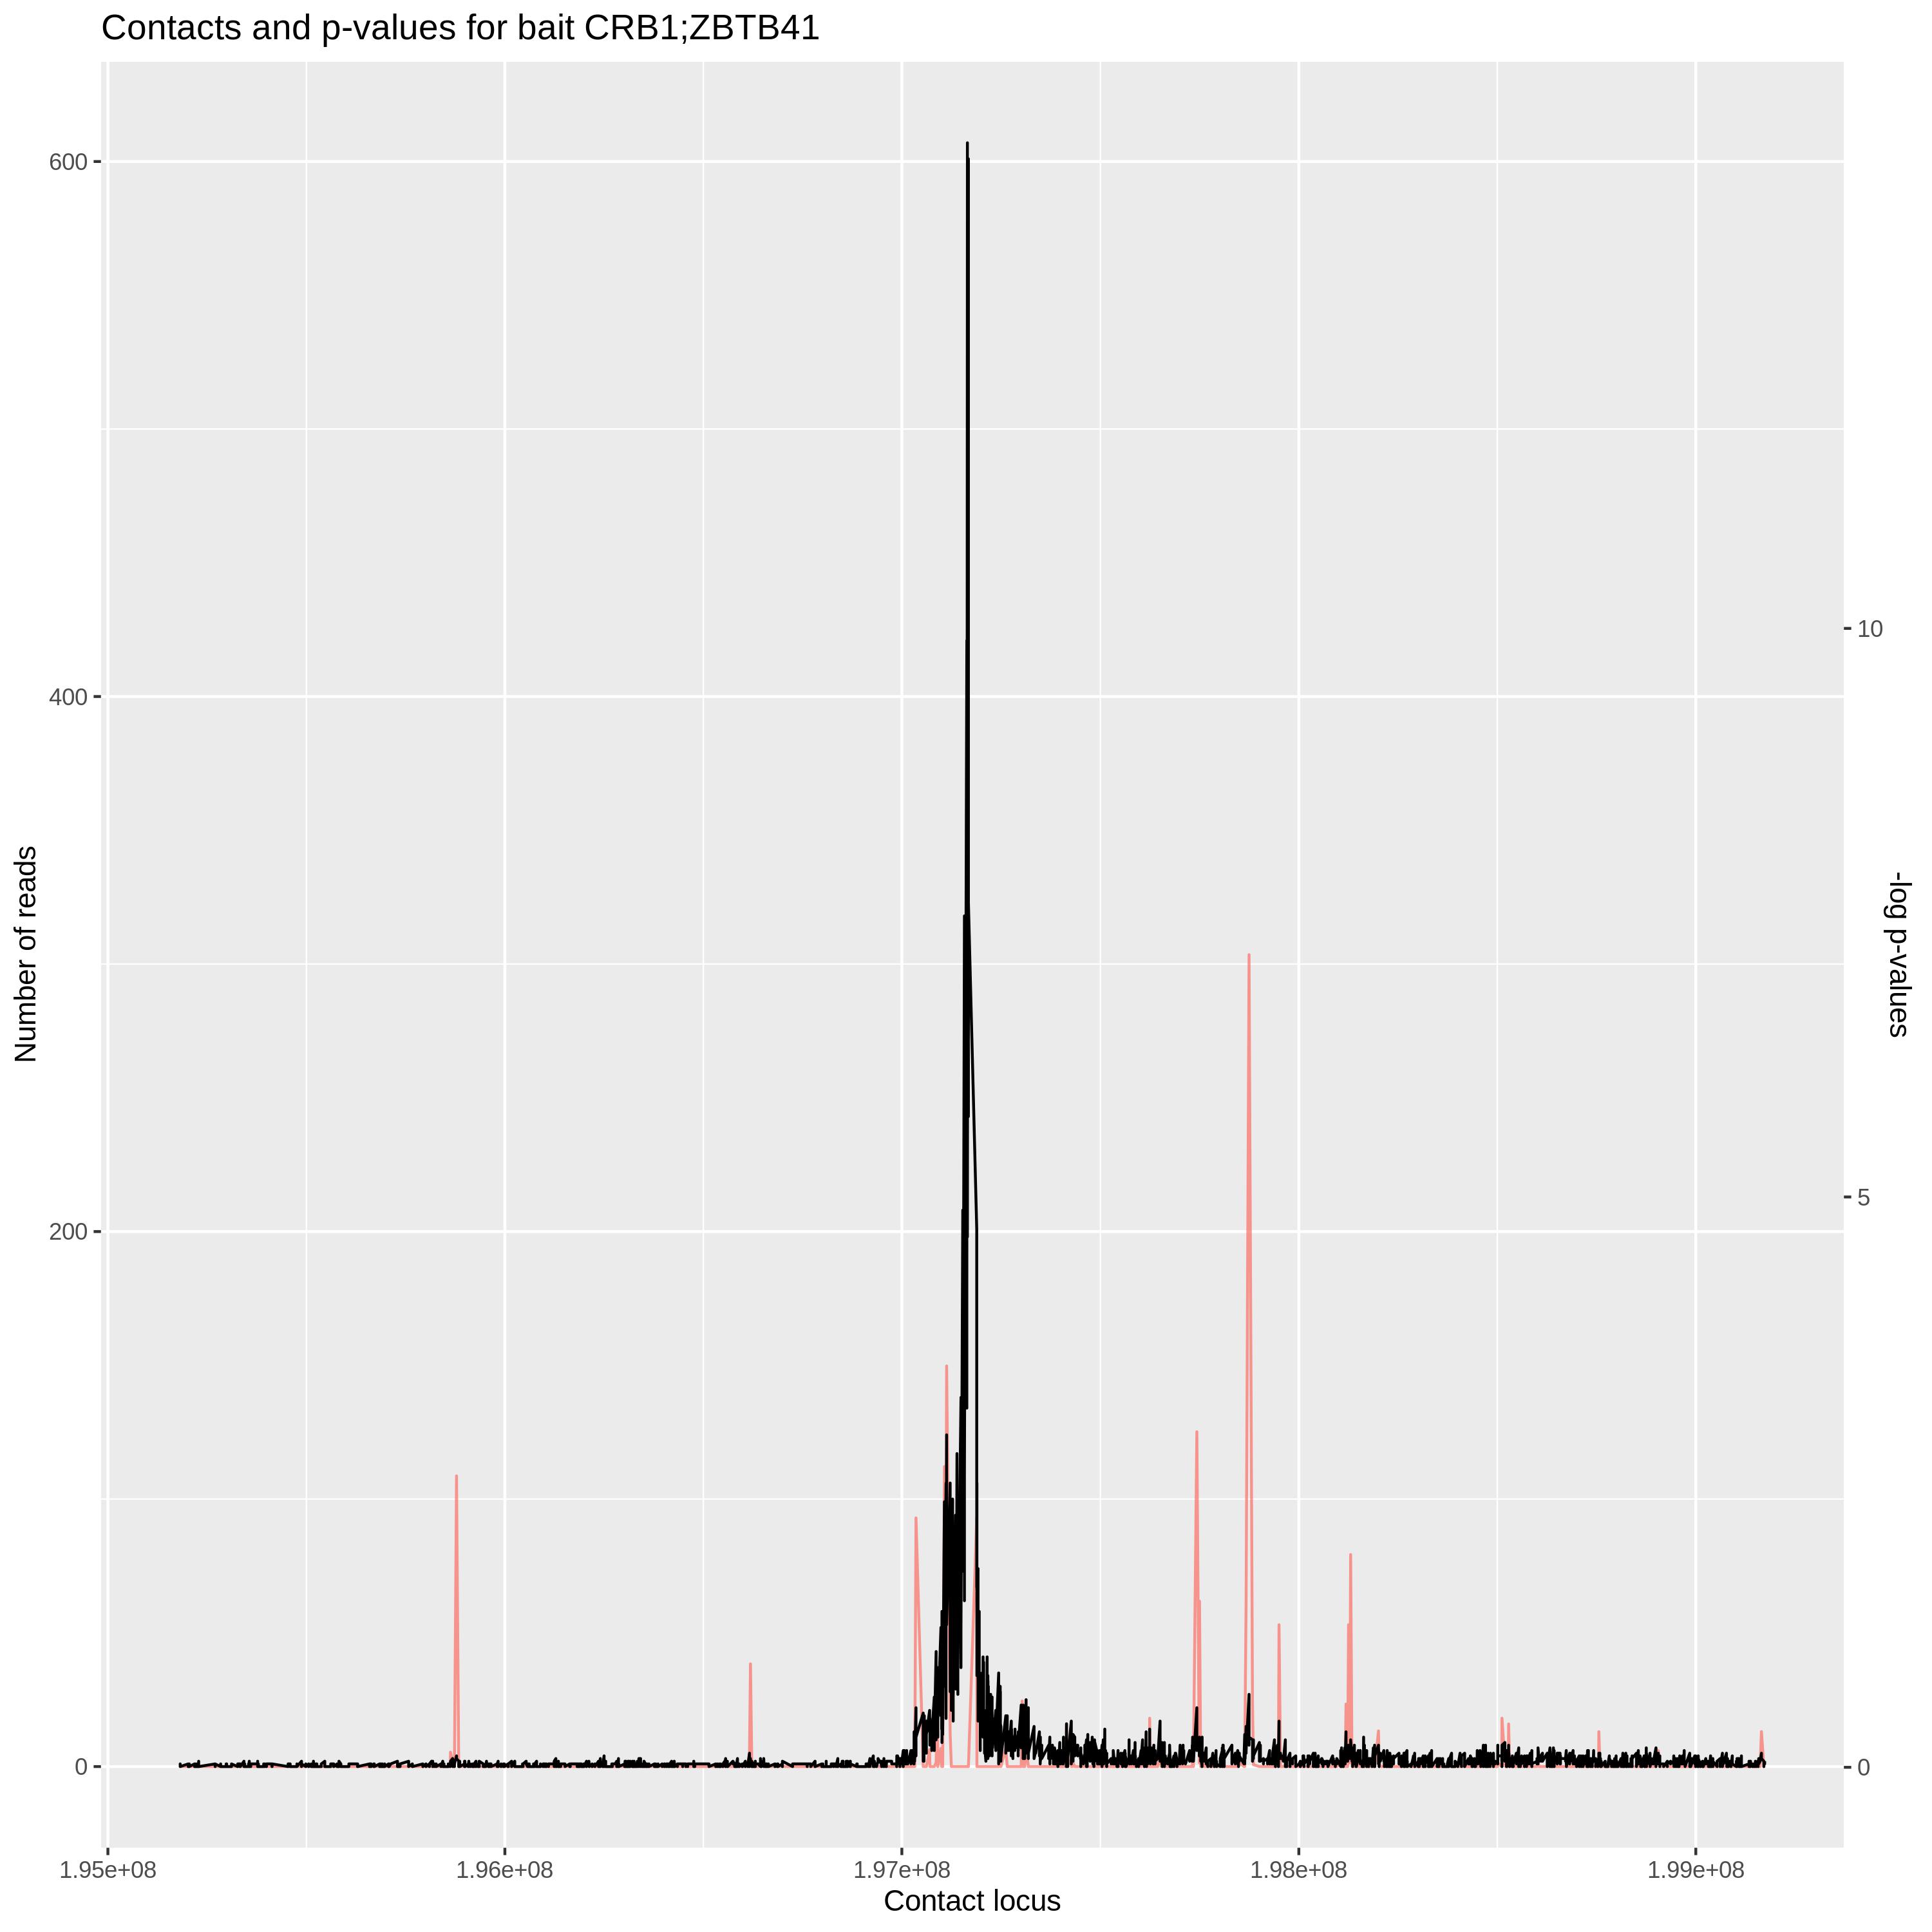 Contacts and p-values for bait CRB1;ZBTB41
600
400
200
0
Number of reads
10
5
0
-log p-values
1.95e+08 1.96e+08 1.97e+08 1.98e+08 1.99e+08
Contact locus